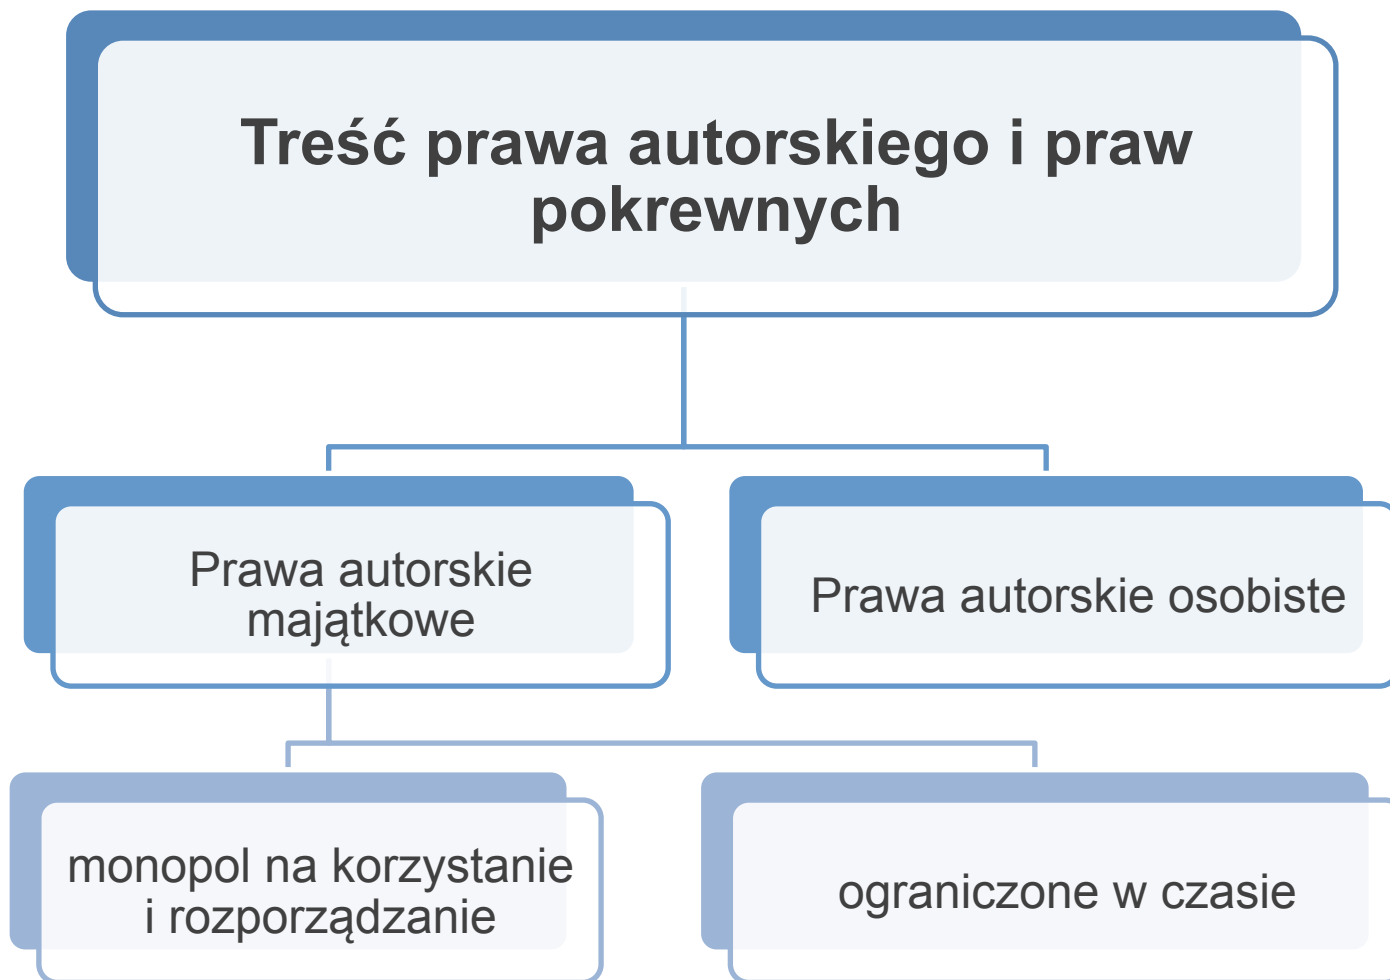 Treść prawa autorskiego i praw
pokrewnych
Prawa autorskie
majątkowe
Prawa autorskie osobiste
monopol na korzystanie
i rozporządzanie
ograniczone w czasie